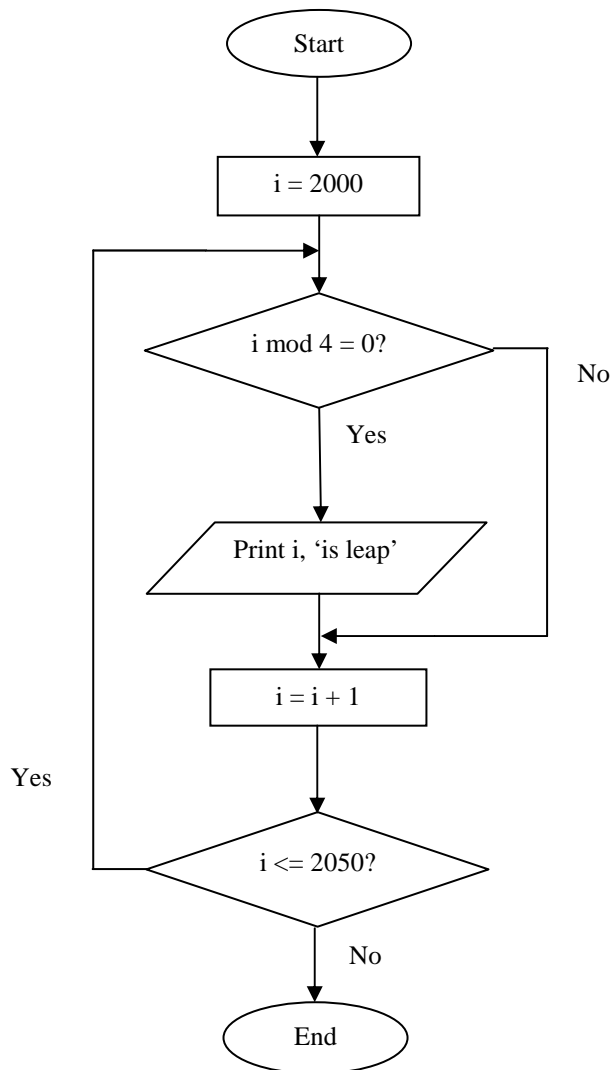 Start
i = 2000
i mod 4 = 0?
No
Yes
Print i, ‘is leap’
i = i + 1
Yes
i <= 2050?
No
End